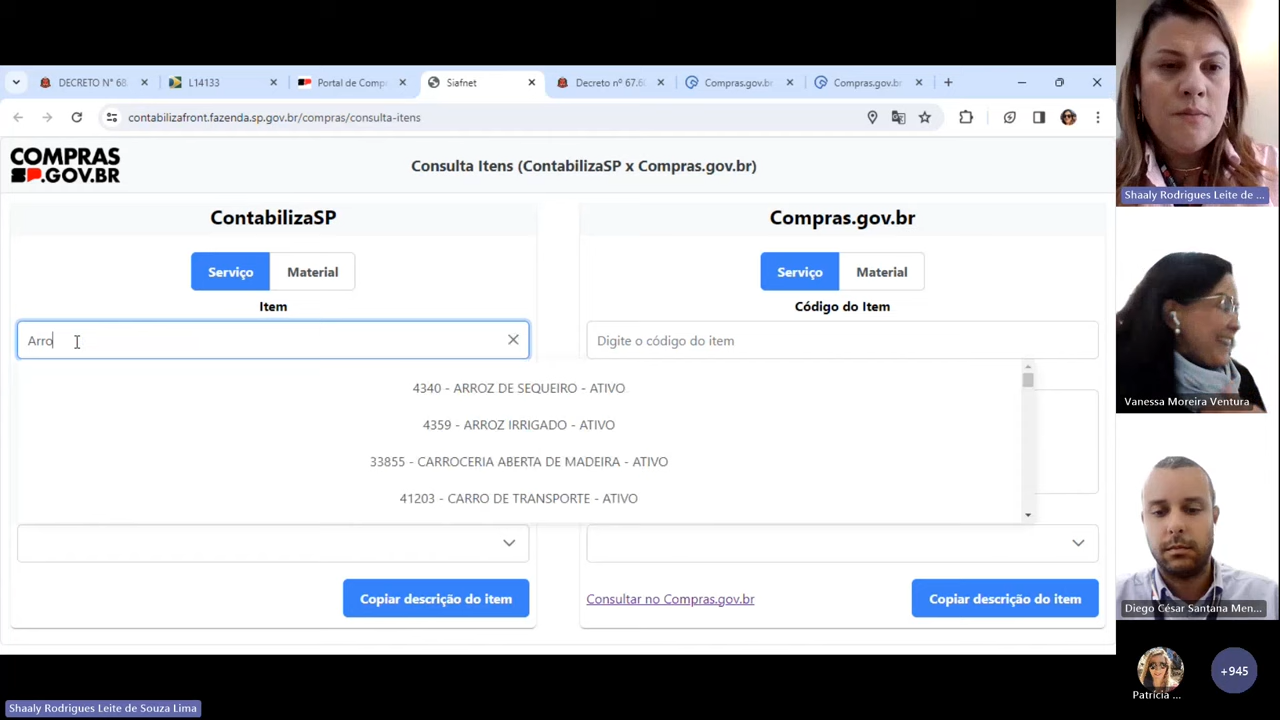 DECRETO N° 68.
L14133
Portal de Comp
Siafnet
Decreto nº 67.60
Compras.gov.br
Compras.gov.br
contabilizafront.fazenda.sp.gov.br/compras/consulta-itens
COMPRAS
SP.GOV.BR
Consulta Itens (ContabilizaSP x Compras.gov.br)
ContabilizaSP
Serviço
Material
Item
Arro
4340 - ARROZ DE SEQUEIRO - ATIVO
4359 - ARROZ IRRIGADO - ATIVO
33855 - CARROCERIA ABERTA DE MADEIRA - ATIVO
41203 - CARRO DE TRANSPORTE - ATIVO
Copiar descrição do item
Compras.gov.br
Serviço
Material
Código do Item
Digite o código do item
Consultar no Compras.gov.br
Copiar descrição do item
Shaaly Rodrigues Leite de ...
Vanessa Moreira Ventura
Diego César Santana Men...
Patrícia ...
+945
Shaaly Rodrigues Leite de Souza Lima